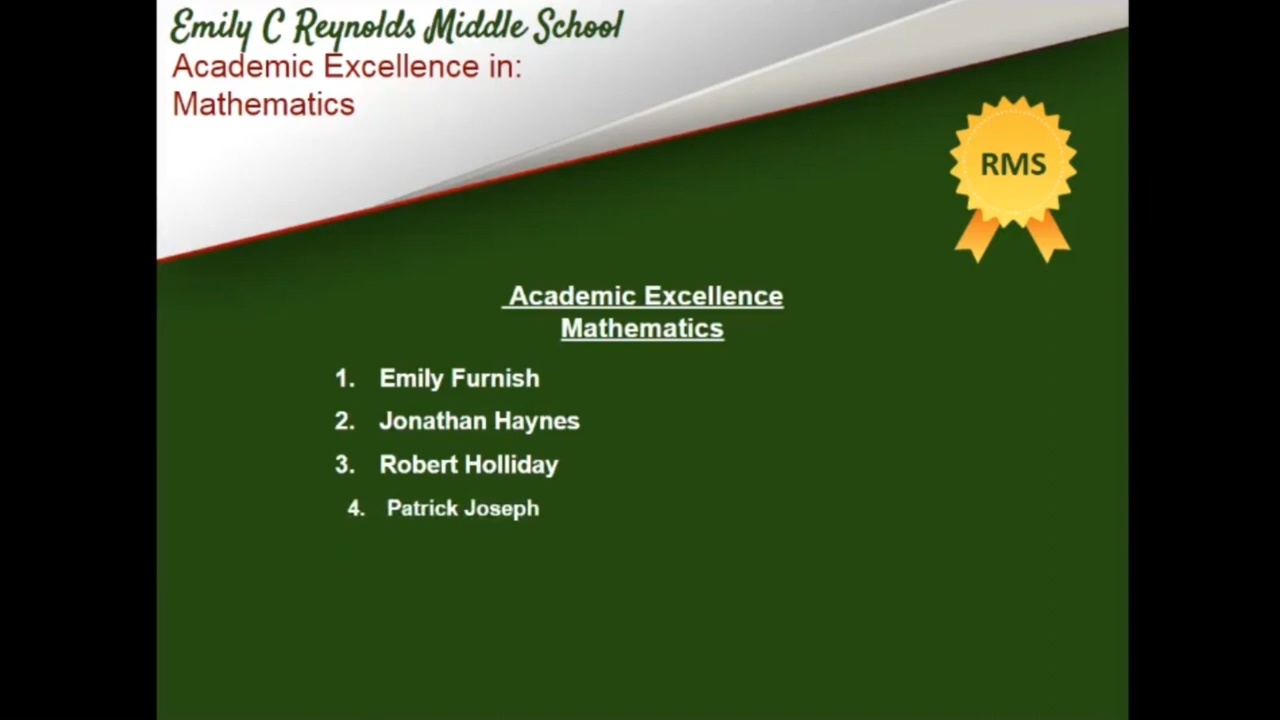 Emily C Reynolds Middle School
Academic Excellence in:
Mathematics
RMS
Academic Excellence
Mathematics
1. Emily Furnish
2. Jonathan Haynes
3. Robert Holliday
4. Patrick Joseph